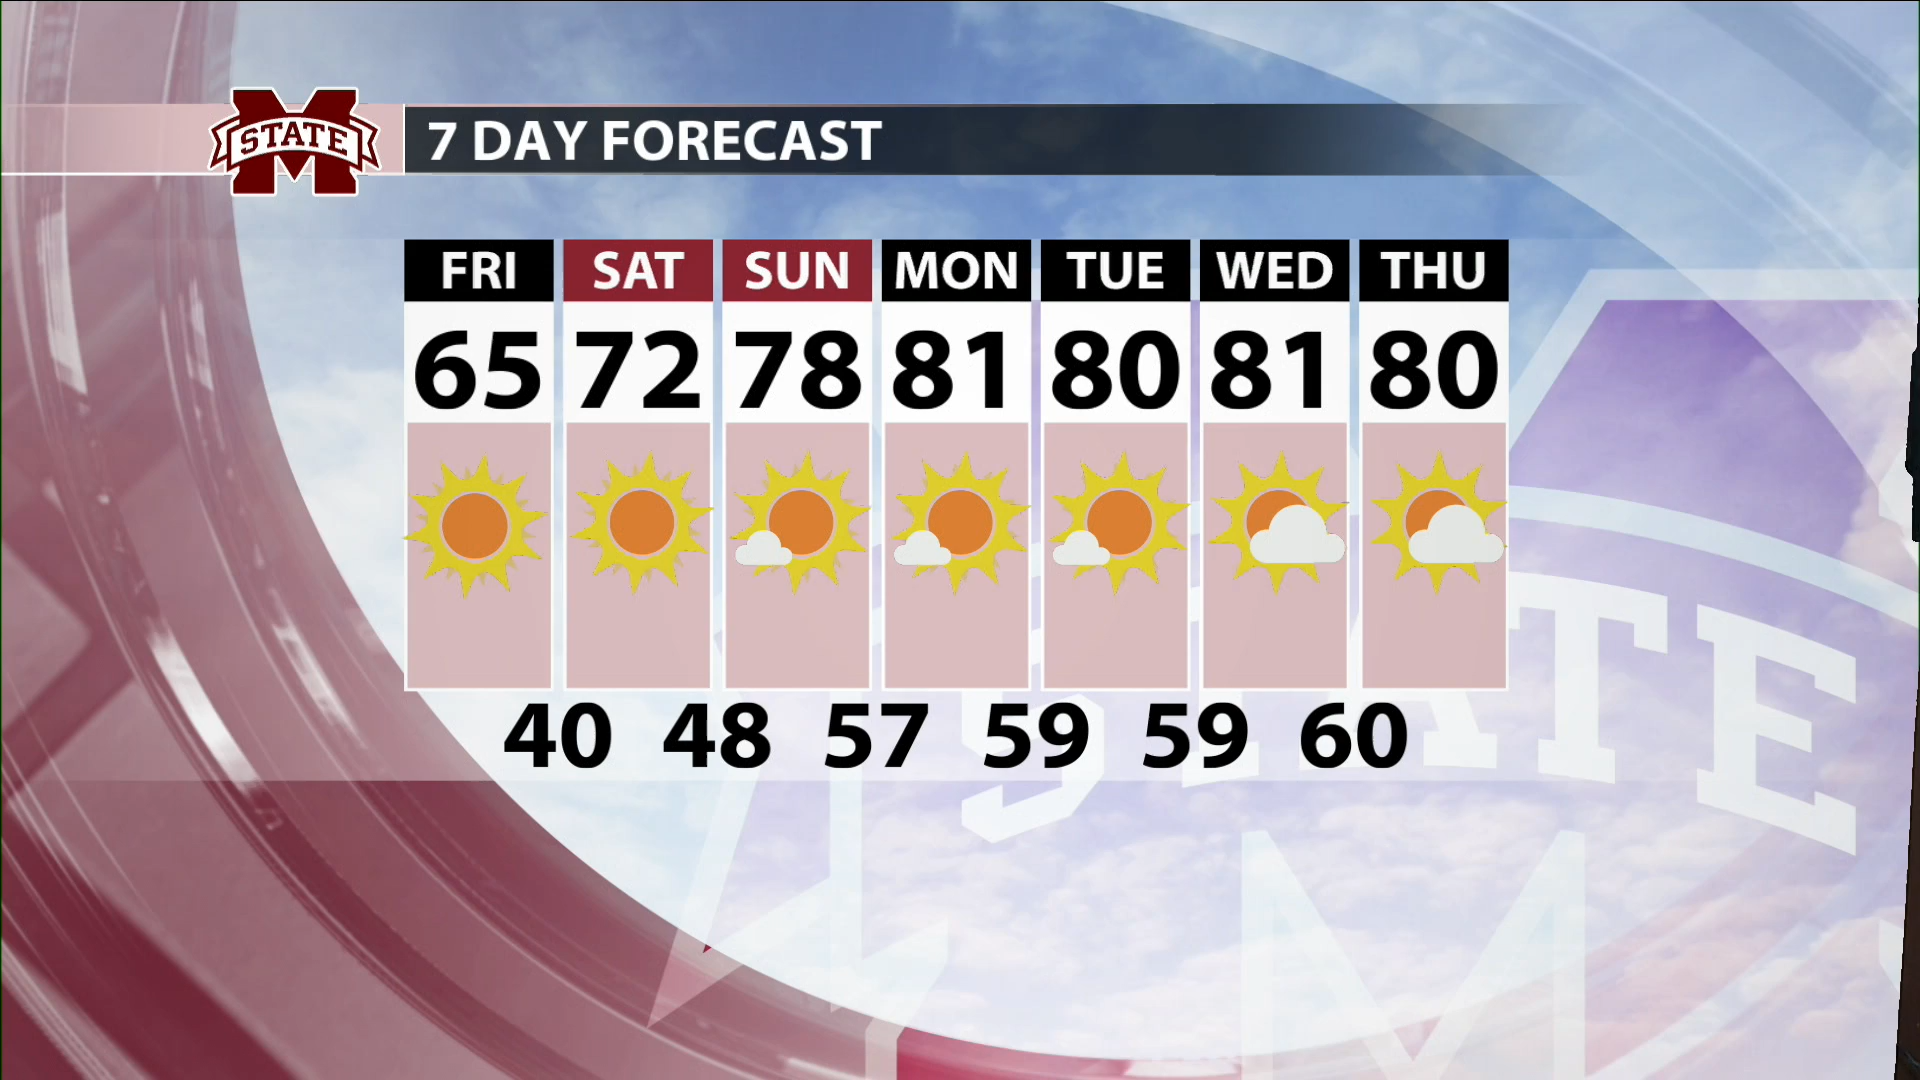 M
STATE
7 DAY FORECAST
FRI SAT SUN MON TUE WED THU
65 72 78 81 80 81 80
40 48 57 59 59 60
STATE
M